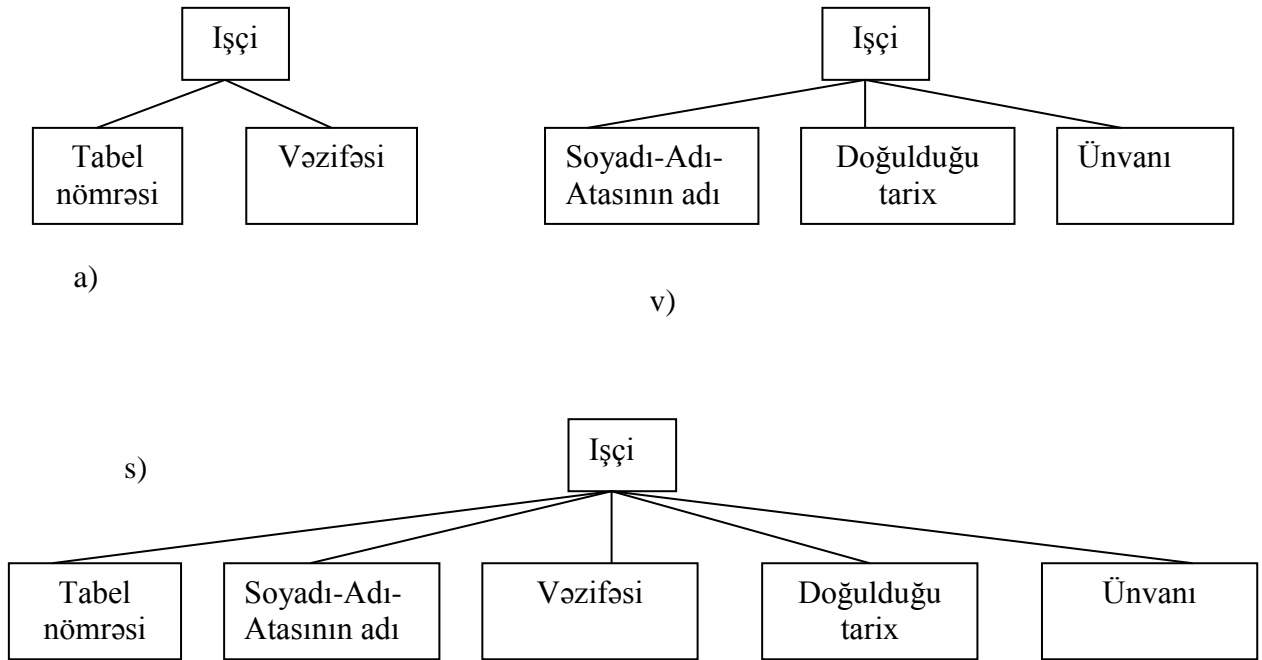 Işçi
Tabel
nömrəsi
Vəzifəsi
a)
Işçi
Soyadı-Adı-
Atasının adı
Doğulduğu
tarix
Ünvanı
v)
s)
Işçi
Tabel
nömrəsi
Soyadı-Adı-
Atasının adı
Vəzifəsi
Doğulduğu
tarix
Ünvanı